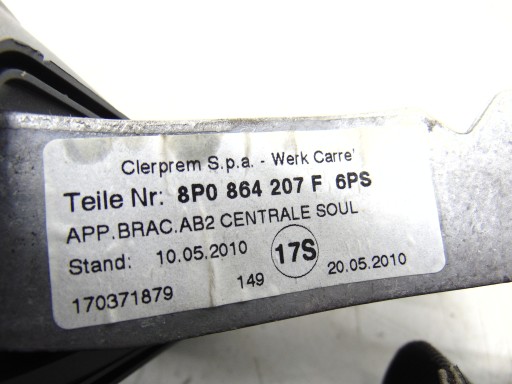 Clerprem S.p.a. - Werk Carre'
Teile Nr: 8P0 864 207 F 6PS
APP.BRAC.AB2 CENTRALE SOUL
Stand: 10.05.2010 17S 20.05.2010
170371879 149